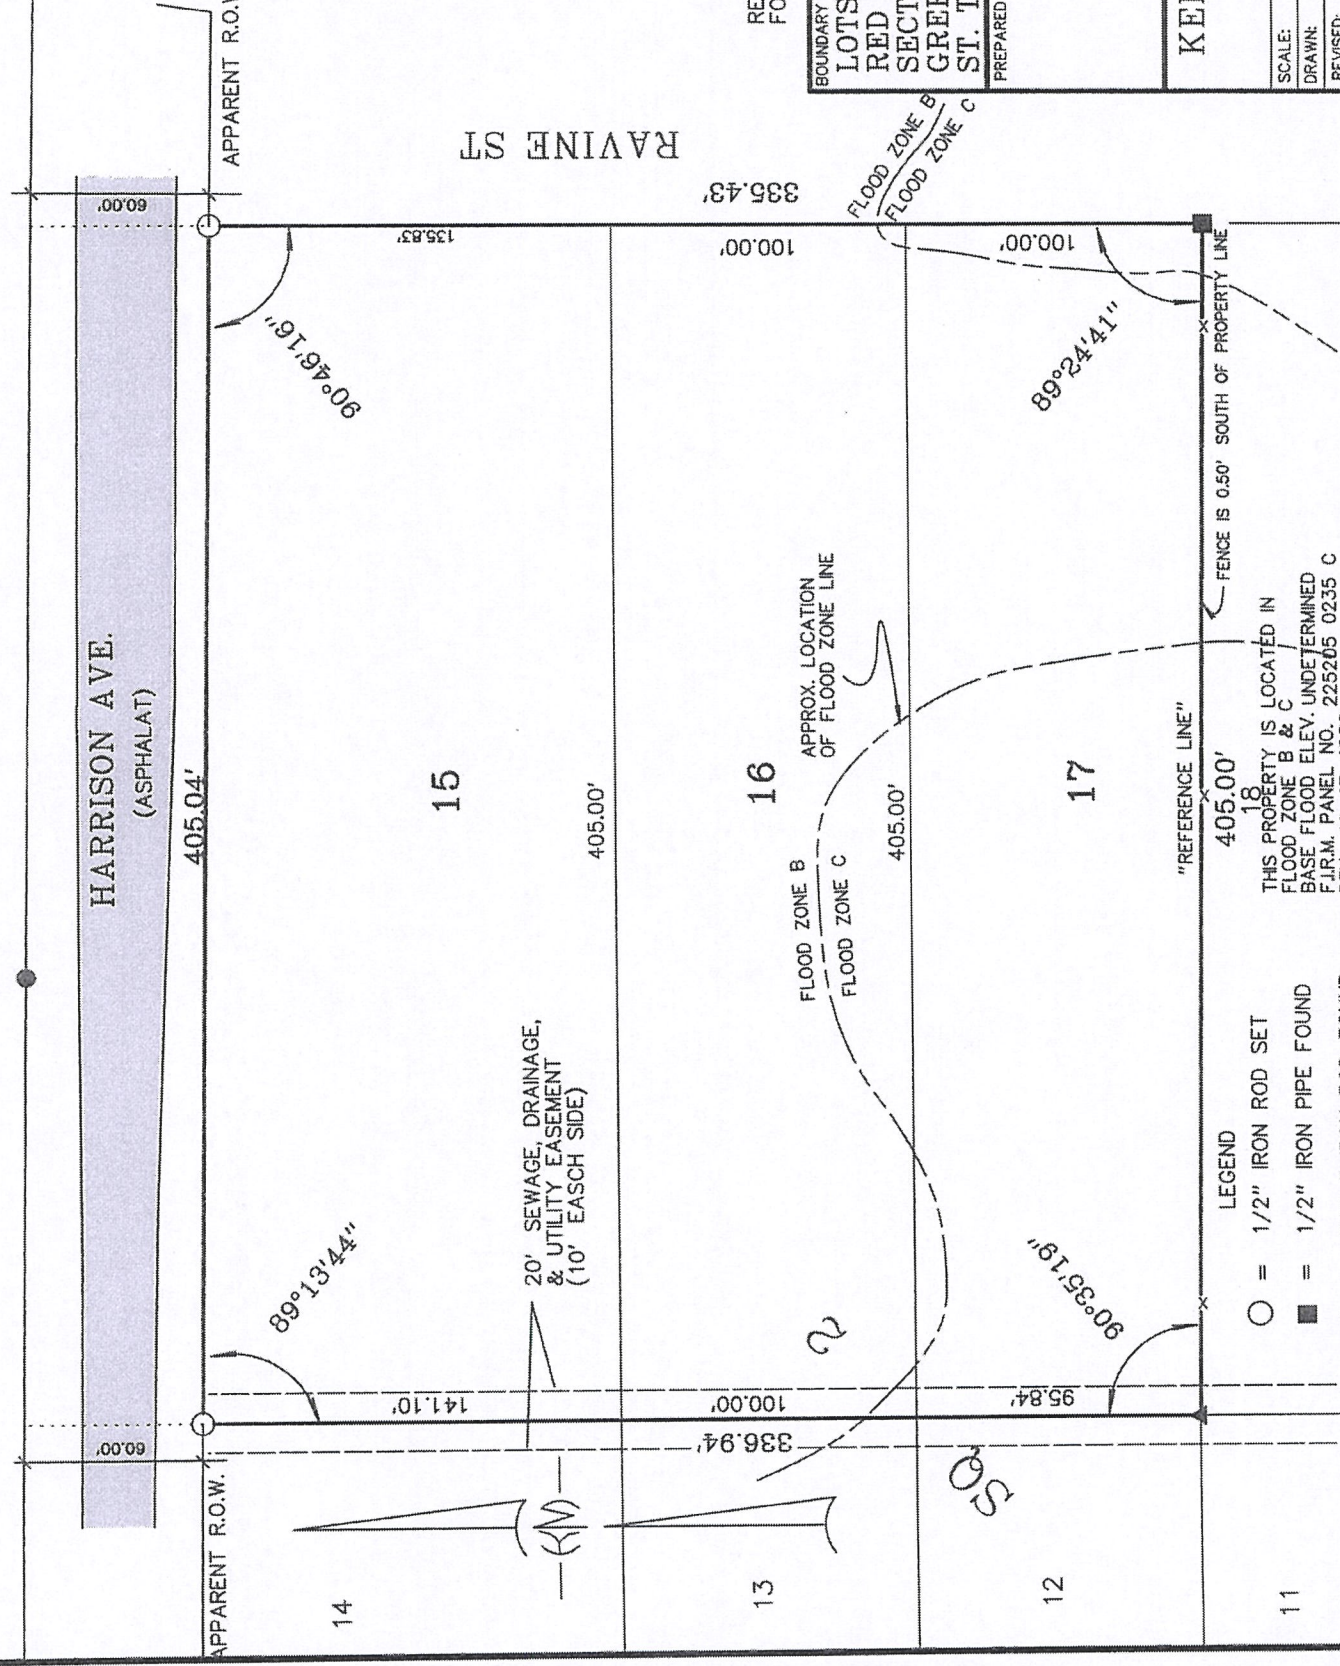 HARRISON AVE.
(ASPHALAT)
405.04'
60.00'
60.00'
APPARENT R.O.W.
APPARENT R.O.W.
89°13'44"
90°46'16"
RAVINE ST
335.43'
135.83'
100.00'
100.00'
15
405.00'
20' SEWAGE, DRAINAGE,
& UTILITY EASEMENT
(10' EASCH SIDE)
141.10'
100.00'
336.94'
95.84'
16
405.00'
APPROX. LOCATION
OF FLOOD ZONE LINE
FLOOD ZONE B
FLOOD ZONE C
FLOOD ZONE B
FLOOD ZONE C
17
90°35'19"
89°24'41"
2
SQ
14
13
12
11
"REFERENCE LINE"
405.00'
18
FENCE IS 0.50' SOUTH OF PROPERTY LINE
THIS PROPERTY IS LOCATED IN
FLOOD ZONE B & C
BASE FLOOD ELEV. UNDETERMINED
F.I.R.M. PANEL NO. 225205 0235 C
LEGEND
= 1/2" IRON ROD SET
= 1/2" IRON PIPE FOUND
BOUNDARY
LOTS
RED
SECT
GREE
ST. T
PREPARED
KE
SCALE:
DRAWN:
REVISED:
RE
FO